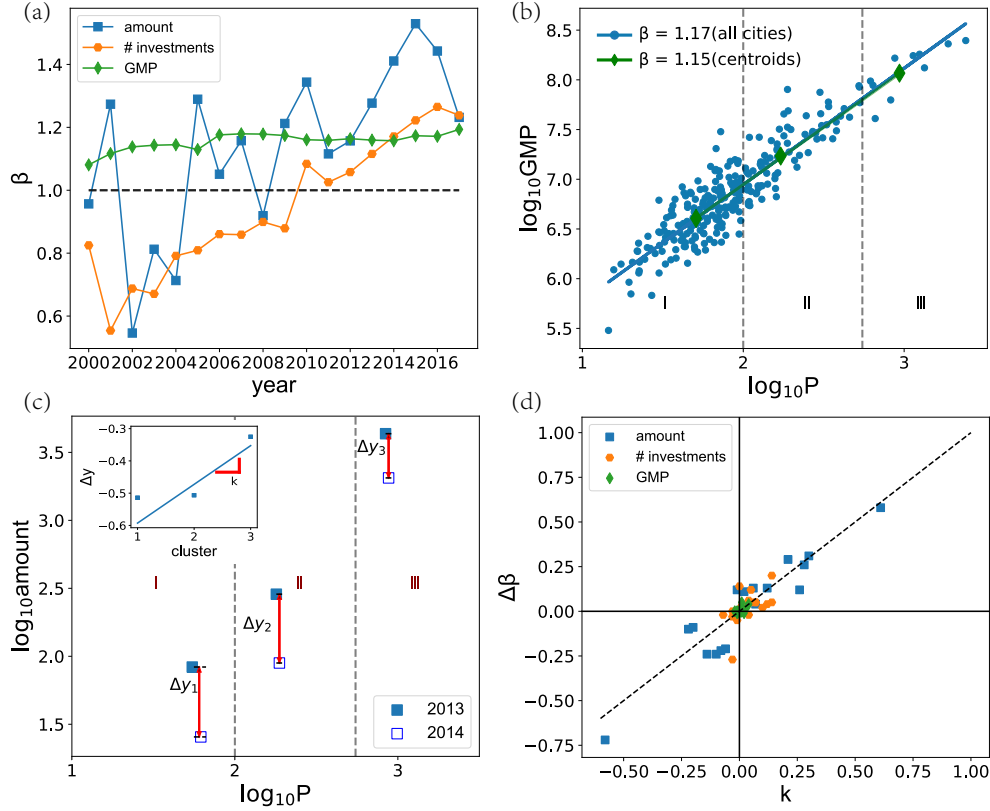 (a)
amount
# investments
GMP
1.4
1.2
1.0
0.8
0.6
β
2000 2002 2004 2006 2008 2010 2012 2014 2016
year
(b)
β = 1.17(all cities)
β = 1.15(centroids)
8.5
8.0
7.5
7.0
6.5
6.0
5.5
log₁₀GMP
I II III
1 2 3
log₁₀P
(c)
3.5
3.0
2.5
2.0
1.5
log₁₀amount
−0.3
−0.4
−0.5
−0.6
Δy
k
1 2 3
cluster
Δy₃
I II III
Δy₂
Δy₁
2013
2014
1 2 3
log₁₀P
(d)
amount
# investments
GMP
1.00
0.75
0.50
0.25
0.00
−0.25
−0.50
−0.75
Δβ
−0.50 −0.25 0.00 0.25 0.50 0.75 1.00
k